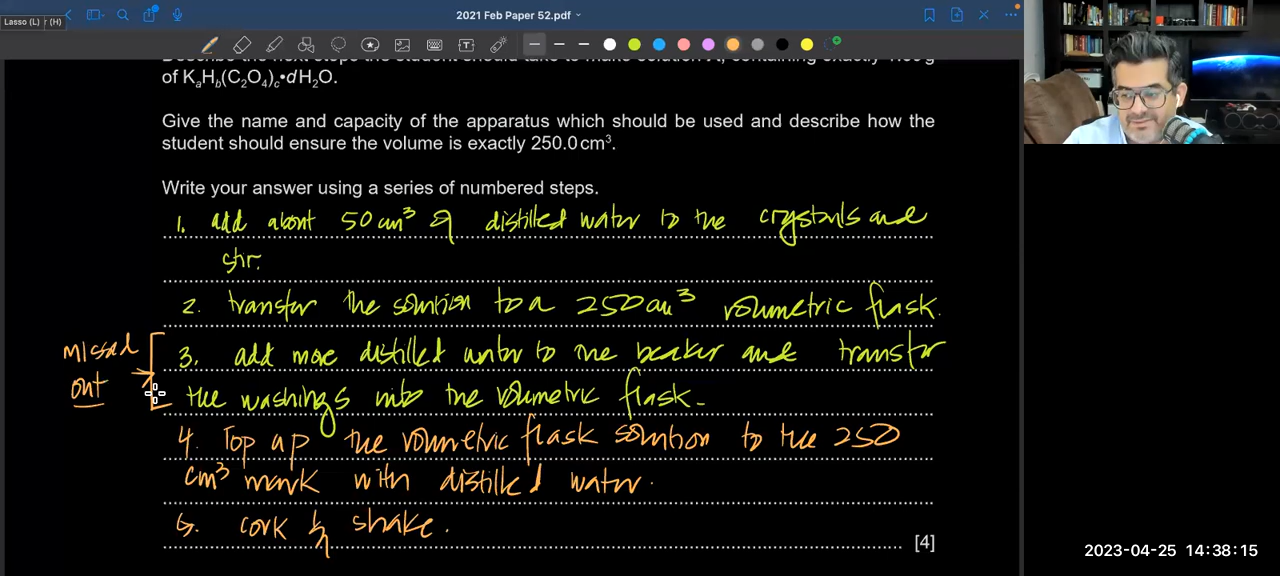 Lasso (L)
(H)
2021 Feb Paper 52.pdf
of KaHb(C2O4)c•dH2O.
Give the name and capacity of the apparatus which should be used and describe how the
student should ensure the volume is exactly 250.0 cm³.
Write your answer using a series of numbered steps.
1. add about 50 cm³ of distilled water to the crystals and
stir.
2. transfer the solution to a 250 cm³ volumetric flask.
missed
out
3. add more distilled water to the beaker and transfer
the washings into the volumetric flask.
4. Top up the volumetric flask solution to the 250
cm³ mark with distilled water.
5. cork & shake.
[4]
2023-04-25 14:38:15